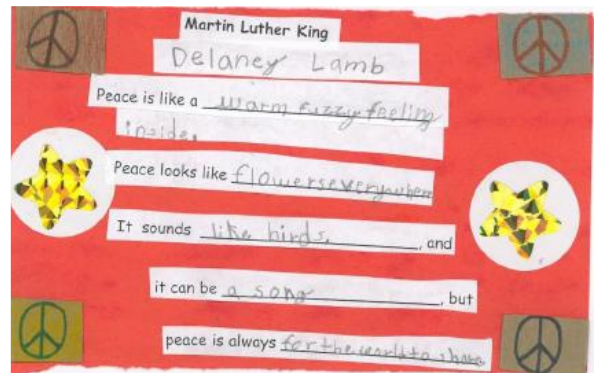 Martin Luther King
Delaney Lamb
Peace is like a warm fuzzy feeling
inside.
Peace looks like flowers everywhere
It sounds like birds, and
it can be a song, but
peace is always for the world to share